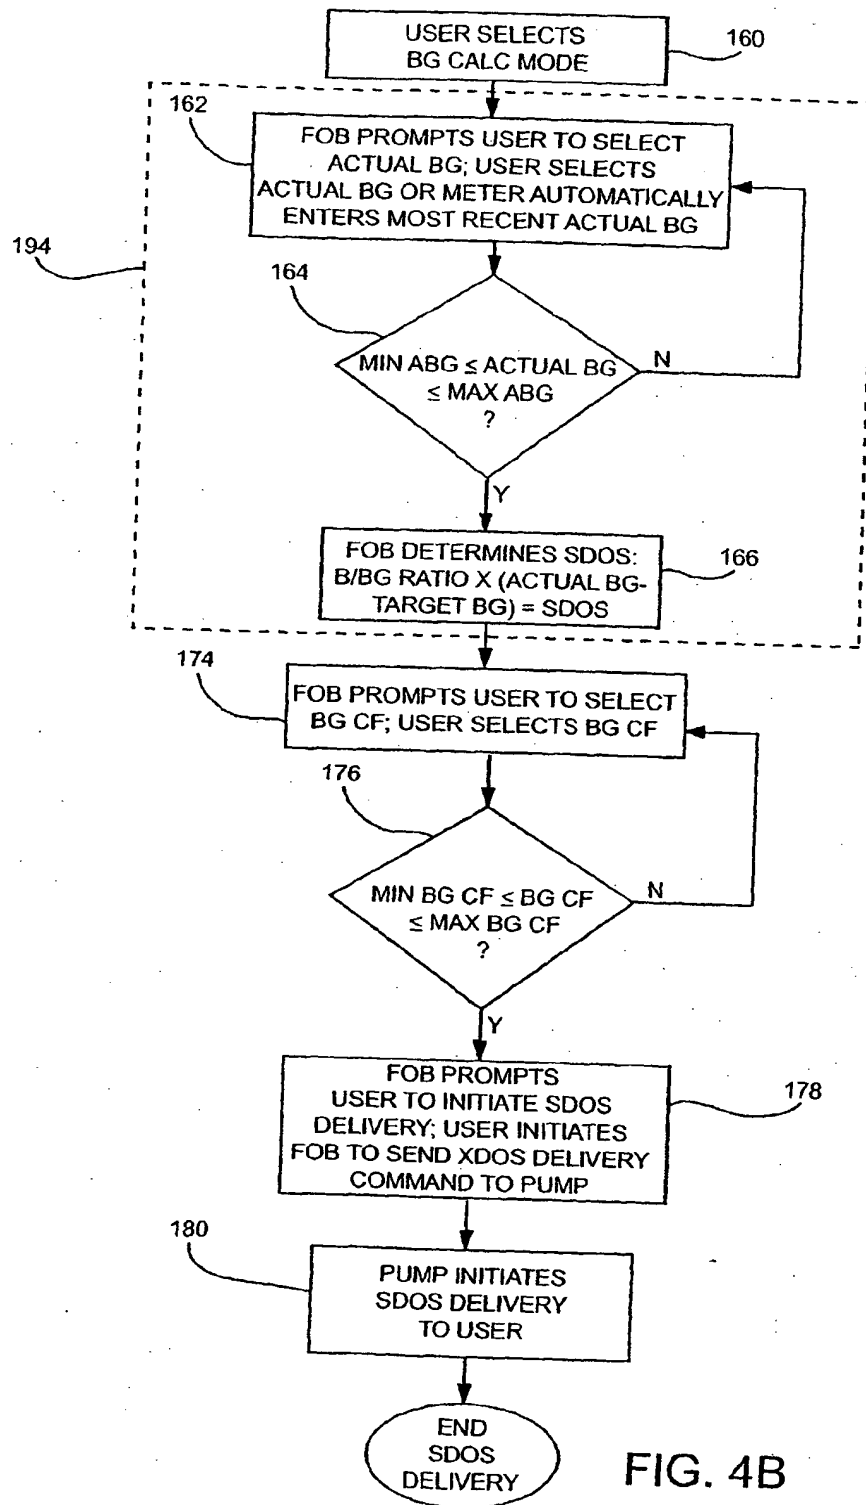 USER SELECTS
BG CALC MODE
160
162
FOB PROMPTS USER TO SELECT
ACTUAL BG; USER SELECTS
ACTUAL BG OR METER AUTOMATICALLY
ENTERS MOST RECENT ACTUAL BG
194
164
MIN ABG ≤ ACTUAL BG
≤ MAX ABG
?
N
Y
FOB DETERMINES SDOS:
B/BG RATIO X (ACTUAL BG-
TARGET BG) = SDOS
166
174
FOB PROMPTS USER TO SELECT
BG CF; USER SELECTS BG CF
176
MIN BG CF ≤ BG CF
≤ MAX BG CF
?
N
Y
FOB PROMPTS
USER TO INITIATE SDOS
DELIVERY; USER INITIATES
FOB TO SEND XDOS DELIVERY
COMMAND TO PUMP
178
180
PUMP INITIATES
SDOS DELIVERY
TO USER
END
SDOS
DELIVERY
FIG. 4B